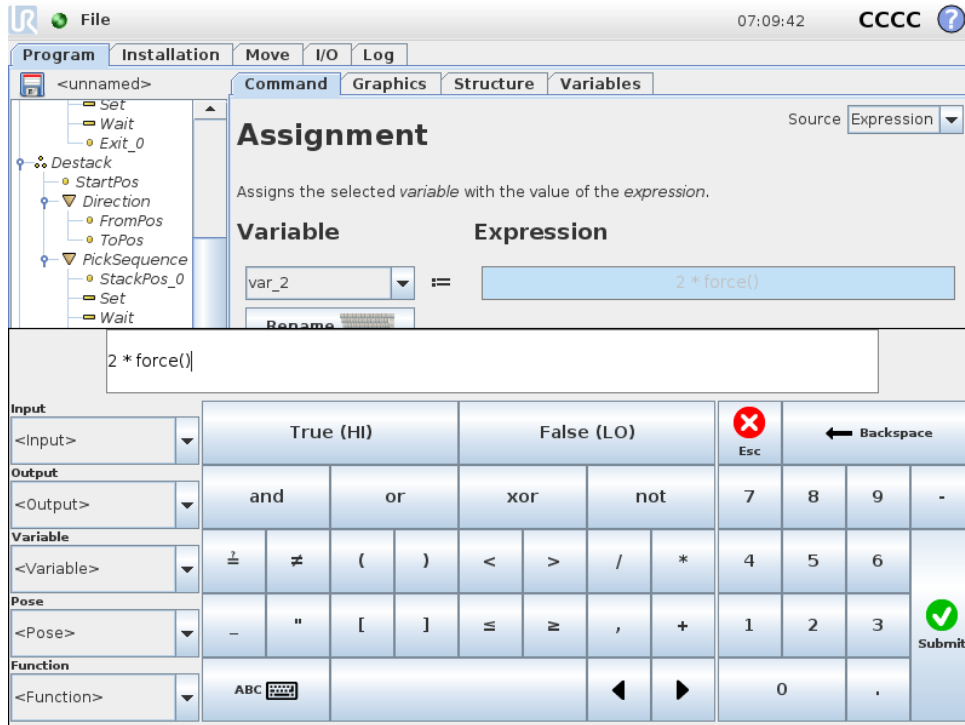 UR File 07:09:42 CCCC ?
Program Installation Move I/O Log
<unnamed> Command Graphics Structure Variables
Set
Wait
Exit_0
Destack
StartPos
Direction
FromPos
ToPos
PickSequence
StackPos_0
Set
Wait
Source Expression
Assignment
Assigns the selected variable with the value of the expression.
Variable Expression
var_2 := 2 * force()
Rename
2 * force()
Input
<Input> True (HI) False (LO) Esc Backspace
Output
<Output> and or xor not 7 8 9 -
Variable
<Variable> ≟ ≠ ( ) < > / * 4 5 6
Pose
<Pose> _ " [ ] ≤ ≥ , + 1 2 3 Submit
Function
<Function> ABC 0 .